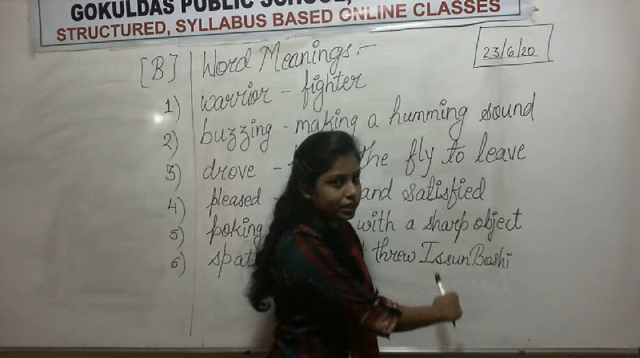 GOKULDAS PUBLIC SCHOOL,
STRUCTURED, SYLLABUS BASED ONLINE CLASSES
23/6/20
[B] Word Meanings:-
1) warrior - fighter
2) buzzing - making a humming sound
3) drove - the fly to leave
4) pleased - and satisfied
5) poking with a sharp object
6) spat threw Issun Boshi